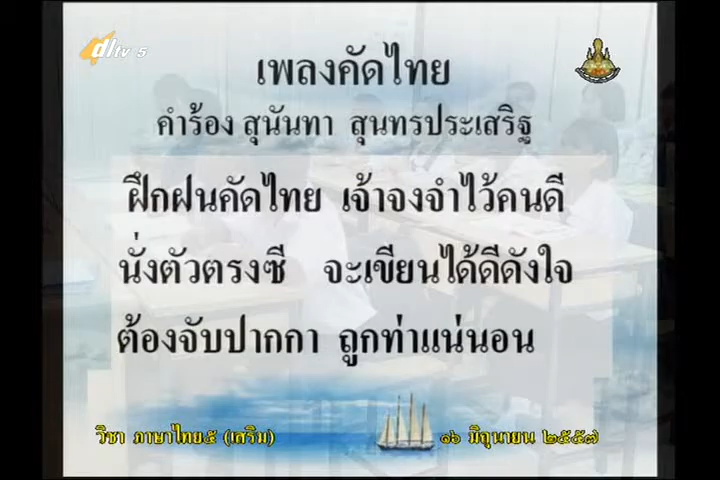 dltv 5
เพลงคัดไทย
คำร้อง สุนันทา สุนทรประเสริฐ
ฝึกฝนคัดไทย เจ้าจงจำไว้คนดี
นั่งตัวตรงซี จะเขียนได้ดีดังใจ
ต้องจับปากกา ถูกท่าแน่นอน
วิชา ภาษาไทย๕ (เสริม)
๑๖ มิถุนายน ๒๕๕๗